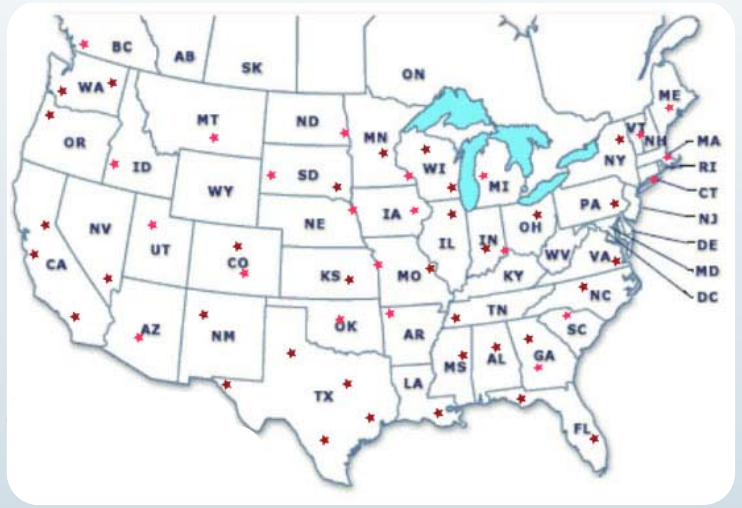 BC
AB
SK
ON
WA
MT
ND
MN
ME
VT
NH
MA
OR
ID
SD
WI
MI
NY
RI
WY
CT
NE
IA
PA
NJ
NV
UT
CO
IL
IN
OH
WV
VA
DE
CA
KS
MO
KY
MD
NC
DC
AZ
NM
OK
AR
TN
SC
MS
AL
GA
TX
LA
FL